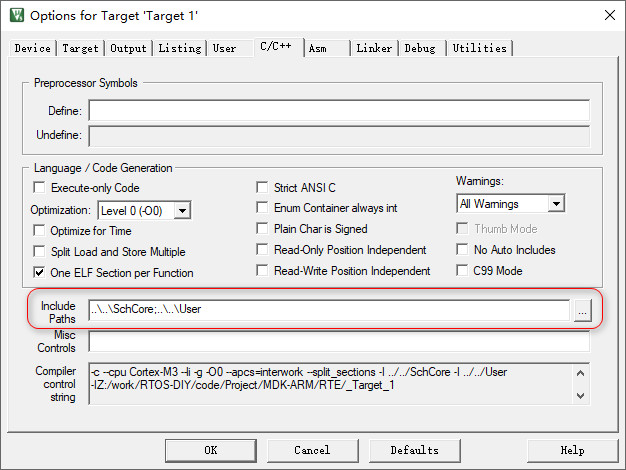 Options for Target 'Target 1'
Device Target Output Listing User C/C++ Asm Linker Debug Utilities
Preprocessor Symbols
Define:
Undefine:
Language / Code Generation
Execute-only Code Strict ANSI C Warnings:
Optimization: Level 0 (-O0) Enum Container always int All Warnings
Optimize for Time Plain Char is Signed Thumb Mode
Split Load and Store Multiple Read-Only Position Independent No Auto Includes
One ELF Section per Function Read-Write Position Independent C99 Mode
Include Paths ..\..\SchCore;..\..\User ...
Misc Controls
Compiler control string -c --cpu Cortex-M3 --li -g -O0 --apcs=interwork --split_sections -I ../../SchCore -I ../../User
-IZ:/work/RTOS-DIY/code/Project/MDK-ARM/RTE/_Target_1
OK Cancel Defaults Help